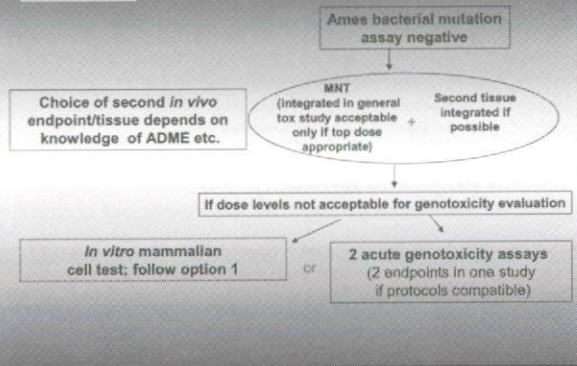 Ames bacterial mutation
assay negative
Choice of second in vivo
endpoint/tissue depends on
knowledge of ADME etc.
MNT
(integrated in general
tox study acceptable
only if top dose
appropriate)
+
Second tissue
integrated if
possible
If dose levels not acceptable for genotoxicity evaluation
In vitro mammalian
cell test; follow option 1
or
2 acute genotoxicity assays
(2 endpoints in one study
if protocols compatible)